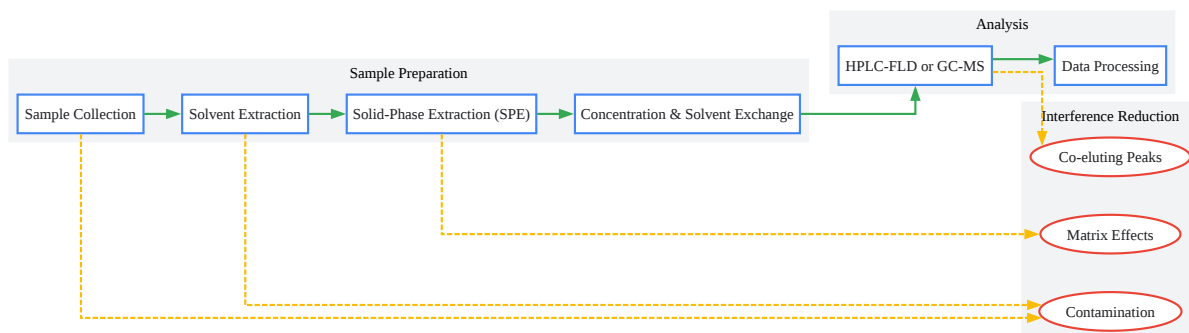 Analysis
HPLC-FLD or GC-MS
Data Processing
Sample Preparation
Sample Collection
Solvent Extraction
Solid-Phase Extraction (SPE)
Concentration & Solvent Exchange
Interference Reduction
Co-eluting Peaks
Matrix Effects
Contamination